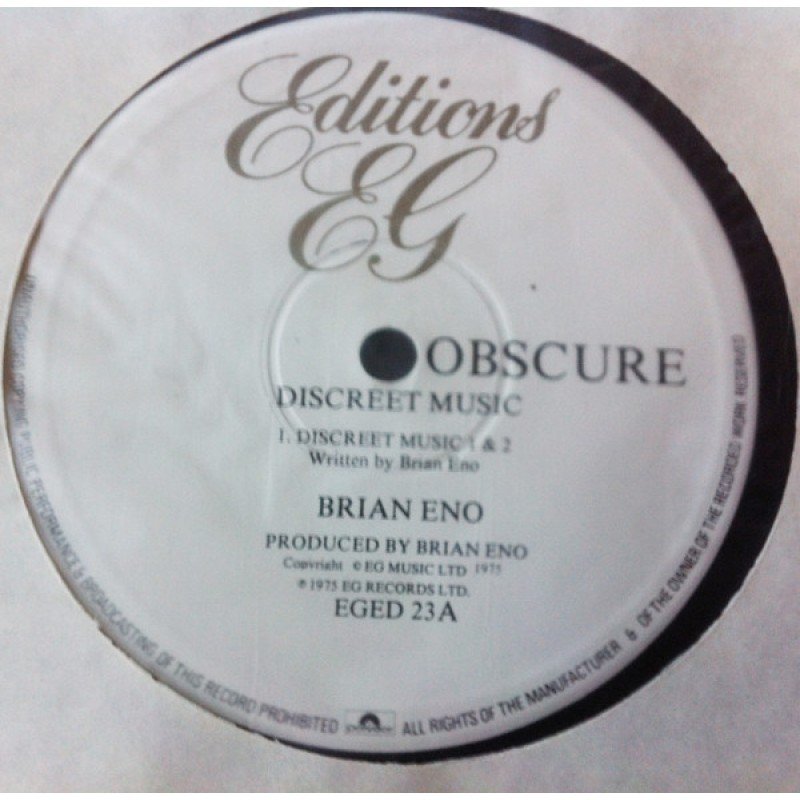 Editions
EG
OBSCURE
DISCREET MUSIC
1. DISCREET MUSIC 1 & 2
Written by Brian Eno
BRIAN ENO
PRODUCED BY BRIAN ENO
Copyright © EG MUSIC LTD 1975
℗ 1975 EG RECORDS LTD.
EGED 23A
COPYING, PUBLIC PERFORMANCE & BROADCASTING OF THIS RECORD PROHIBITED
ALL RIGHTS OF THE MANUFACTURER & OF THE OWNER OF THE RECORDED WORK RESERVED